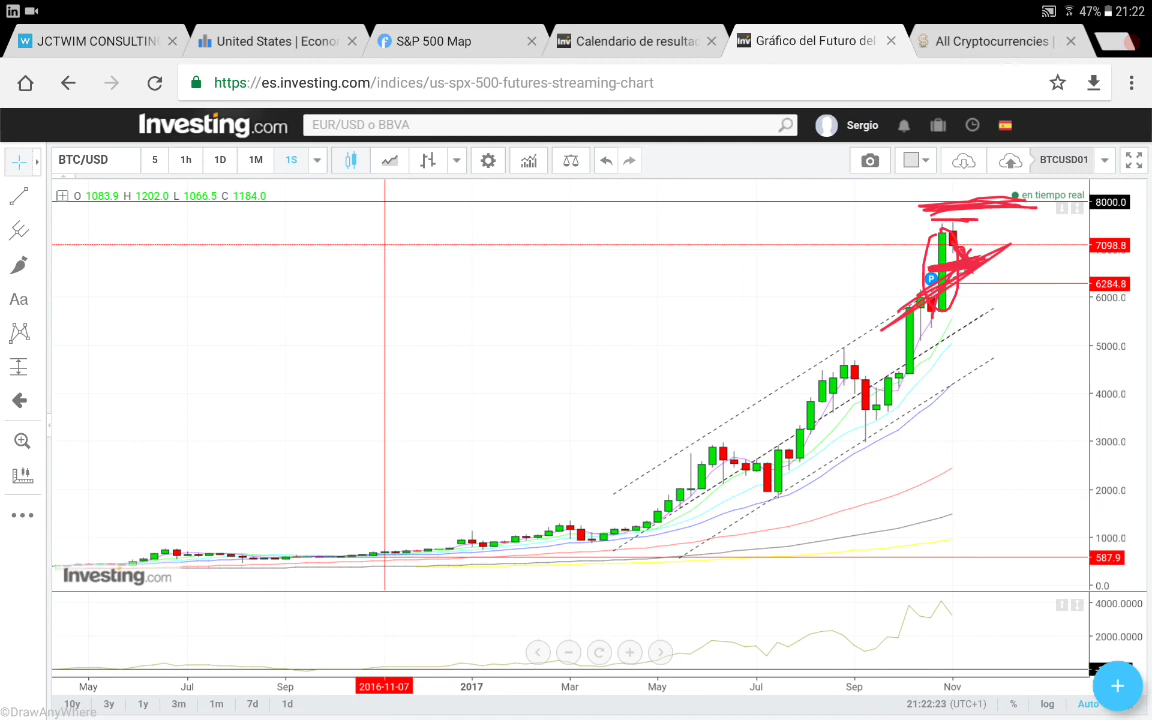 47% 21:22
JCTWIM CONSULTIN United States | Econor S&P 500 Map Calendario de resultad Gráfico del Futuro del All Cryptocurrencies |
https://es.investing.com/indices/us-spx-500-futures-streaming-chart
Investing.com EUR/USD o BBVA Sergio
BTC/USD 5 1h 1D 1M 1S BTCUSD01
O 1083.9 H 1202.0 L 1066.5 C 1184.0 en tiempo real
8000.0
7098.8
6284.8
6000.0
5000.0
4000.0
3000.0
2000.0
1000.0
587.9
0.0
Investing.com
4000.0000
2000.0000
May Jul Sep 2016-11-07 2017 Mar May Jul Sep Nov
10y 3y 1y 3m 1m 7d 1d 21:22:23 (UTC+1) % log Auto
©DrawAnyWhere
Aa